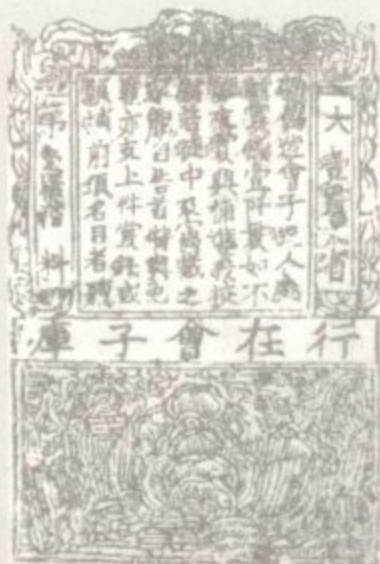 大壹貫文省
敕偽造會子犯人處
斬賞錢壹阡貫如不
願支賞與補進義校
尉若徒中及窩藏之
家能自告首特與免
罪亦支上件賞錢或
願補前項名目者聽
第拾料
行在會子庫